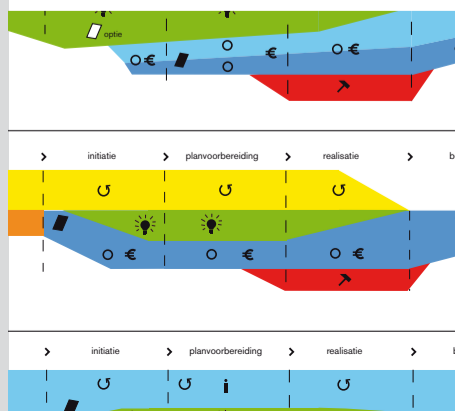 optie
€ €
€
initiatie planvoorbereiding realisatie b
€ € €
initiatie planvoorbereiding realisatie b
i